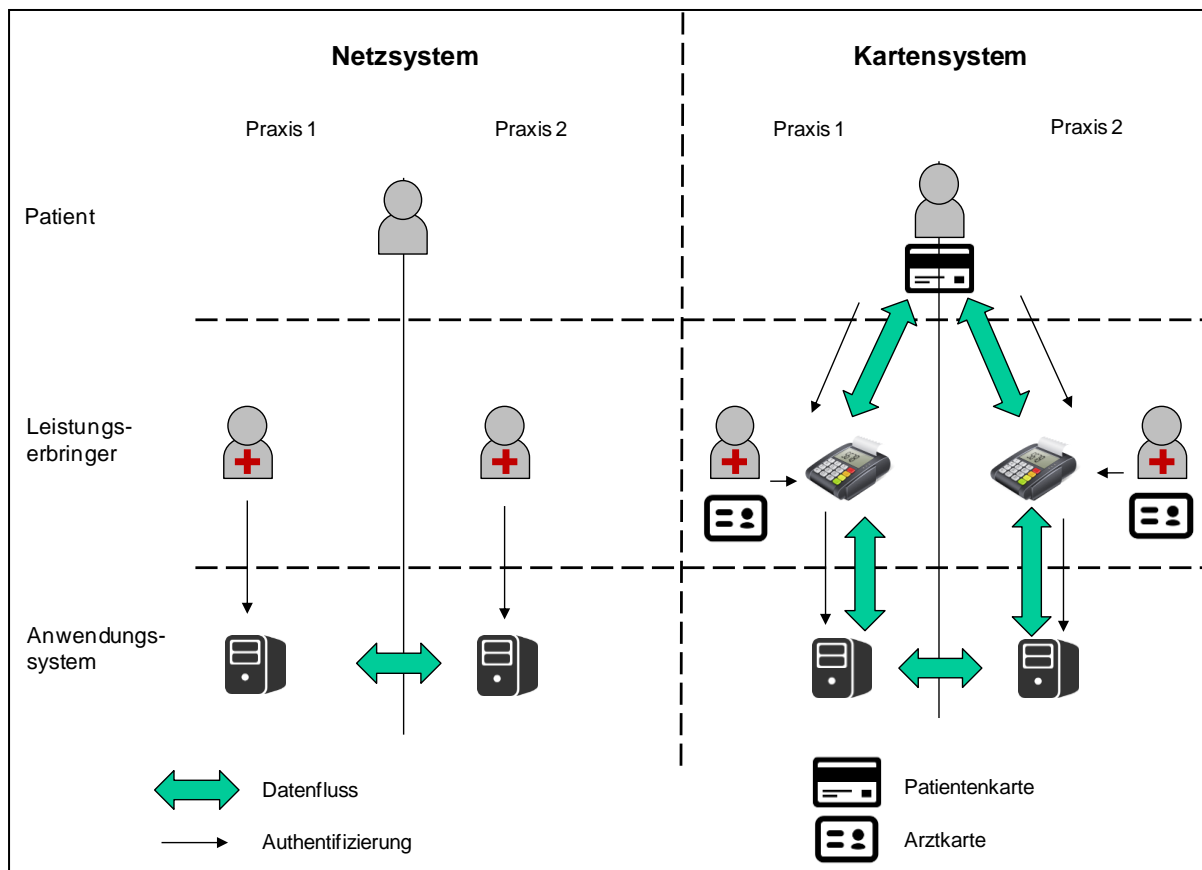 Netzsystem
Kartensystem
Praxis 1
Praxis 2
Praxis 1
Praxis 2
Patient
Leistungs-
erbringer
Anwendungs-
system
Datenfluss
Patientenkarte
Authentifizierung
Arztkarte